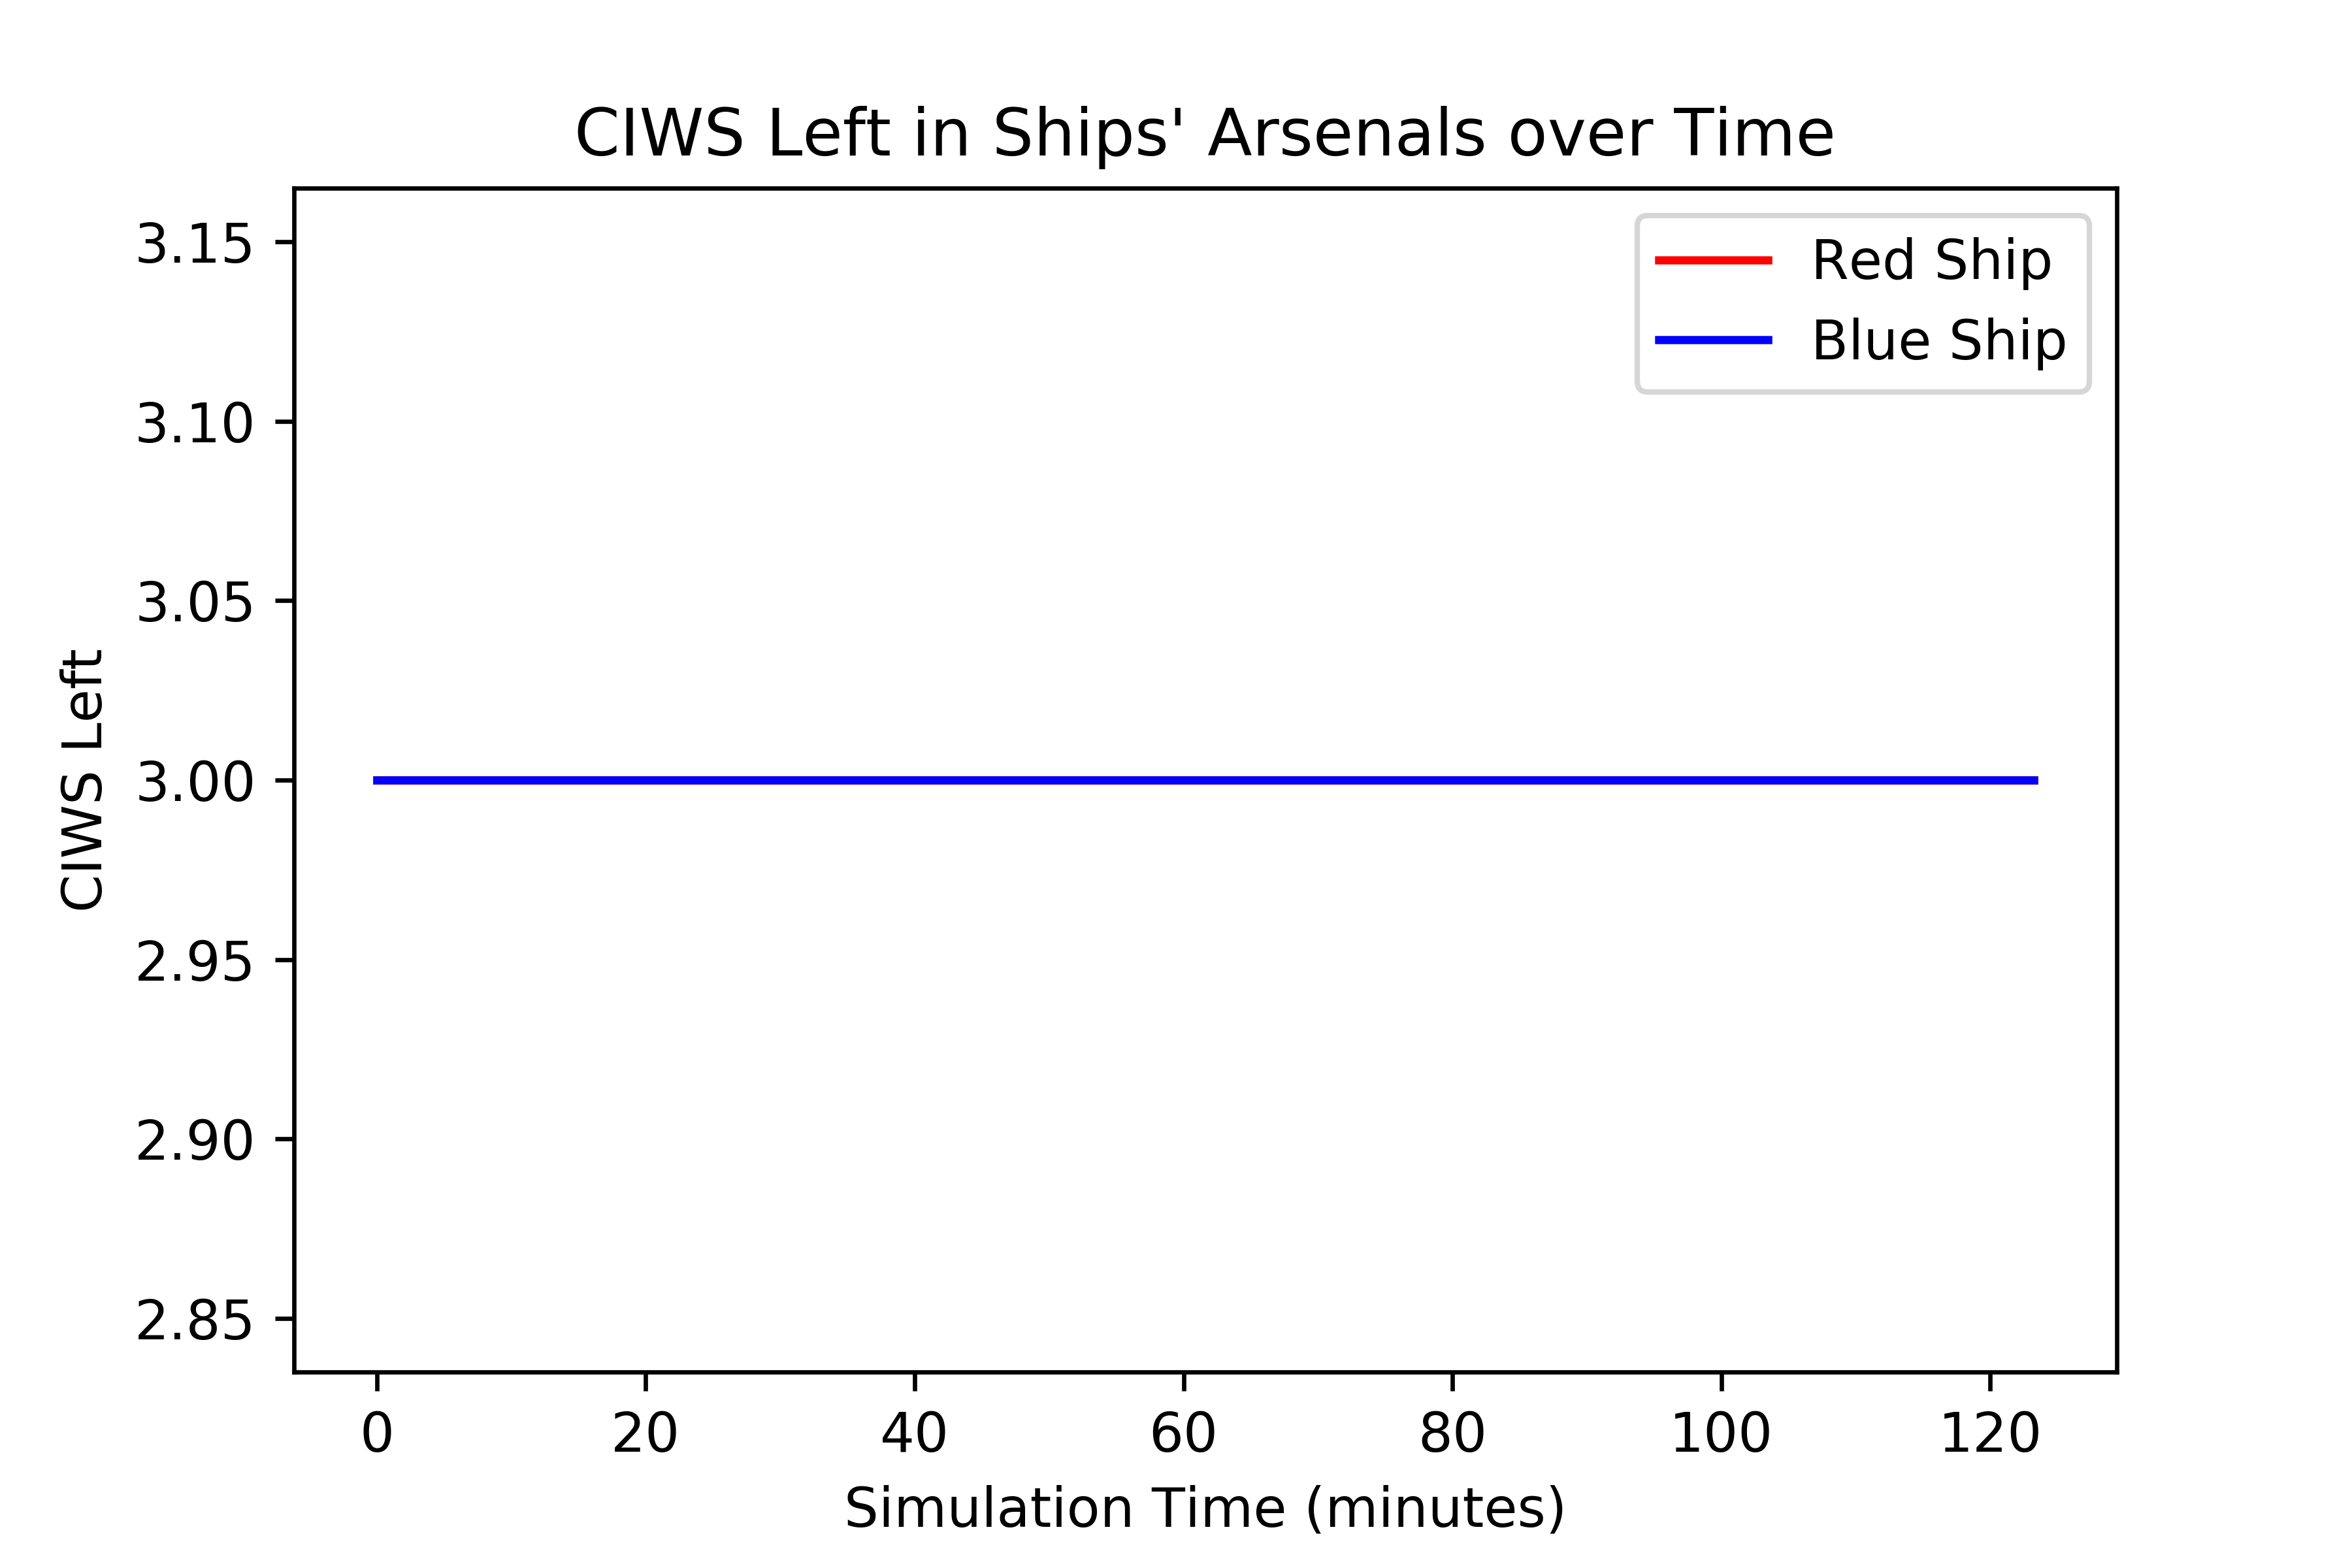 CIWS Left in Ships' Arsenals over Time
Red Ship
Blue Ship
3.15
3.10
3.05
3.00
2.95
2.90
2.85
CIWS Left
0 20 40 60 80 100 120
Simulation Time (minutes)